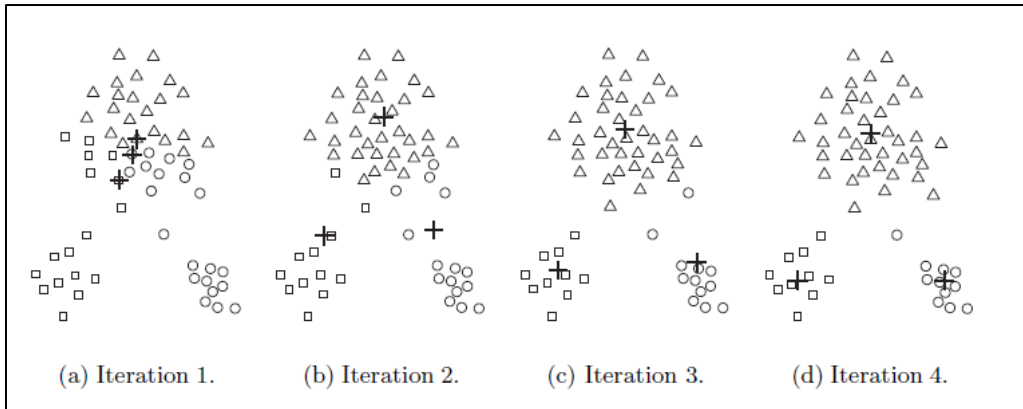 (a) Iteration 1.
(b) Iteration 2.
(c) Iteration 3.
(d) Iteration 4.